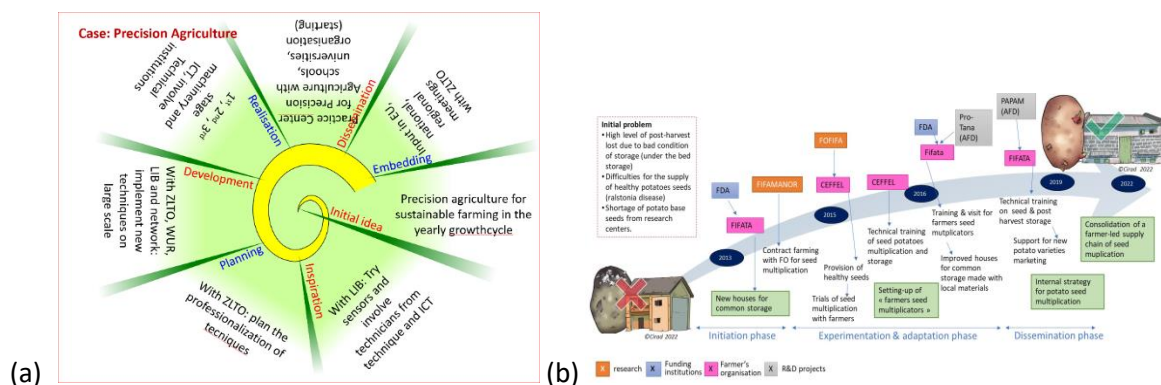 Case: Precision Agriculture
Initial idea
Precision agriculture for
sustainable farming in the
yearly growthcycle
Inspiration
With LIB: Try
sensors and
involve
technicians from
technique and ICT
Planning
With ZLTO: plan the
professionalization of
tecniques
Development
With ZLTO, WUR,
LIB and network:
implement new
techniques on
large scale
Realisation
1st, 2nd, 3rd
stage
machinery and
ICT, involve
Technical
institutions
Dissemination
Practice Center
for Precision
Agriculture with
schools,
universities,
organisation
(starting)
Embedding
Input in EU,
national,
regional
meetings
with ZLTO
(a)
Initial problem
• High level of post-harvest
lost due to bad condition
of storage (under the bed
storage)
• Difficulties for the supply
of healthy potatoes seeds
(ralstonia disease)
• Shortage of potato base
seeds from research
centers.
FDA
FIFAMANOR
FIFATA
FOFIFA
CEFFEL
CEFFEL
FDA
Pro-
Tana
(AFD)
Fifata
PAPAM
(AFD)
FIFATA
©Cirad 2022
2013
2015
2016
2019
2022
New houses for
common storage
Contract farming
with FO for seed
multiplication
Provision of
healthy seeds
Trials of seed
multiplication
with farmers
Technical training
of seed potatoes
multiplication and
storage
Setting-up of
« farmers seed
multiplicators »
Training & visit for
farmers seed
mutplicators
Improved houses for
common storage made with
local materials
Technical training
on seed & post
harvest storage
Support for new
potato varieties
marketing
Internal strategy
for potato seed
multiplication
Consolidation of a
farmer-led supply
chain of seed
muplication
©Cirad 2022
Initiation phase
Experimentation & adaptation phase
Dissemination phase
(b)
X research
X Funding
institutions
X Farmer's
organisation
X R&D projects